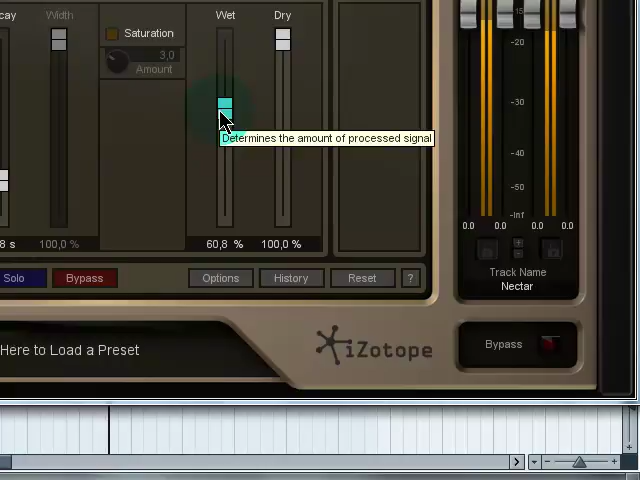 cay Width Wet Dry
Saturation
3,0
Amount
Determines the amount of processed signal
8 s 100,0 % 60,8 % 100,0 %
Solo Bypass Options History Reset ?
Here to Load a Preset
iZotope
15
-20
-30
-40
-50
-Inf
0.0 0.0 0.0 0.0
Track Name
Nectar
Bypass